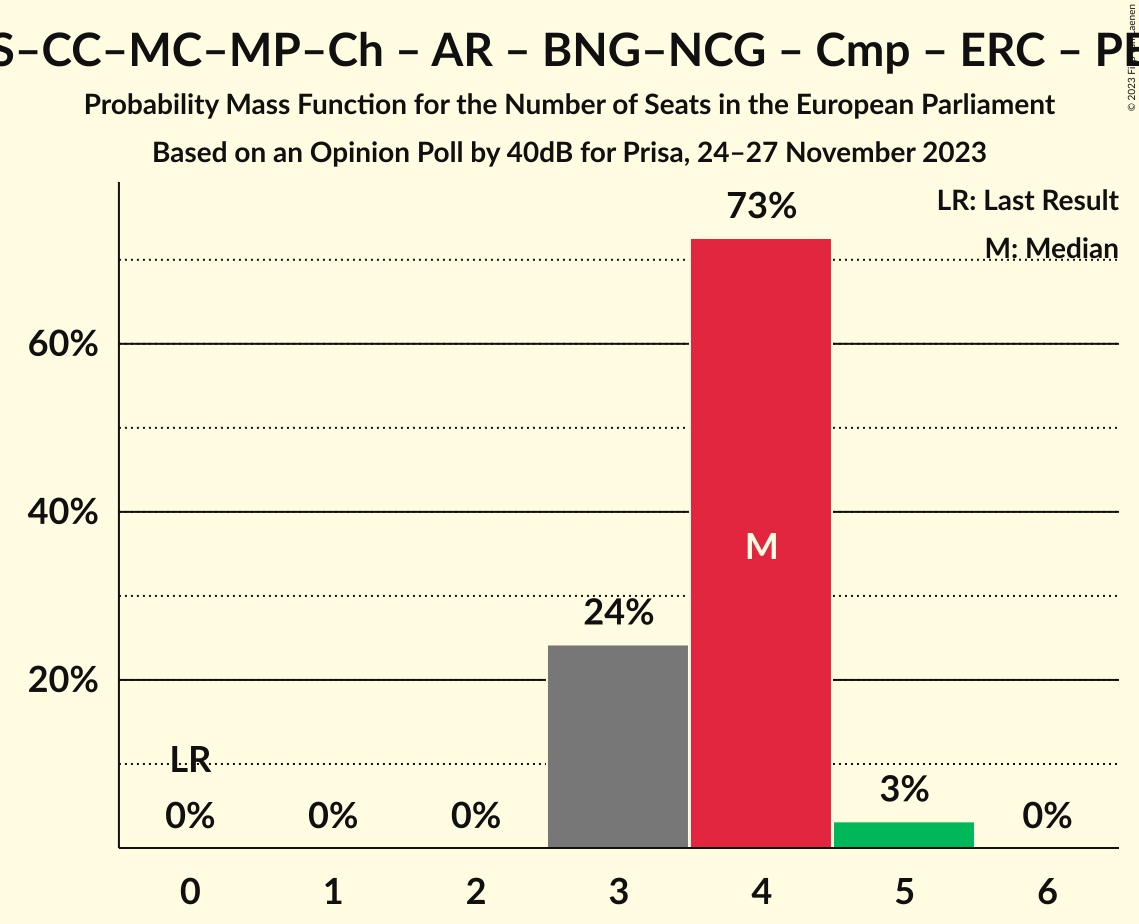 S–CC–MC–MP–Ch – AR – BNG–NCG – Cmp – ERC – PE
Probability Mass Function for the Number of Seats in the European Parliament
Based on an Opinion Poll by 40dB for Prisa, 24–27 November 2023
LR: Last Result
M: Median
73%
60%
40%
M
24%
20%
LR
3%
0%
0%
0%
0%
0
1
2
3
4
5
6
© 2023